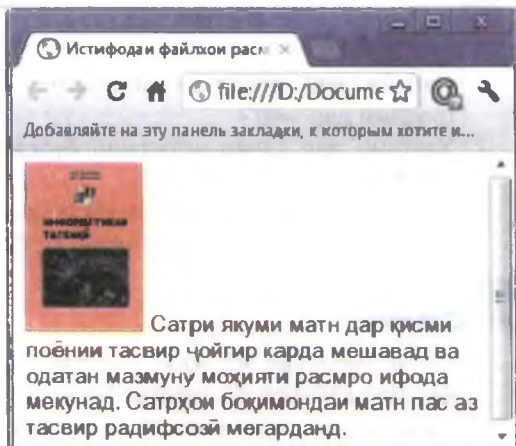 Истифодаи файлхои расм
file:///D:/Docume
Добавляйте на эту панель закладки, к которым хотите и...
ИНФОРМАТИКАИ
ТАТБИҚӢ
Сатри якуми матн дар қисми
поёнии тасвир ҷойгир карда мешавад ва
одатан мазмуну моҳияти расмро ифода
мекунад. Сатрҳои боқимондаи матн пас аз
тасвир радифсозӣ мегарданд.